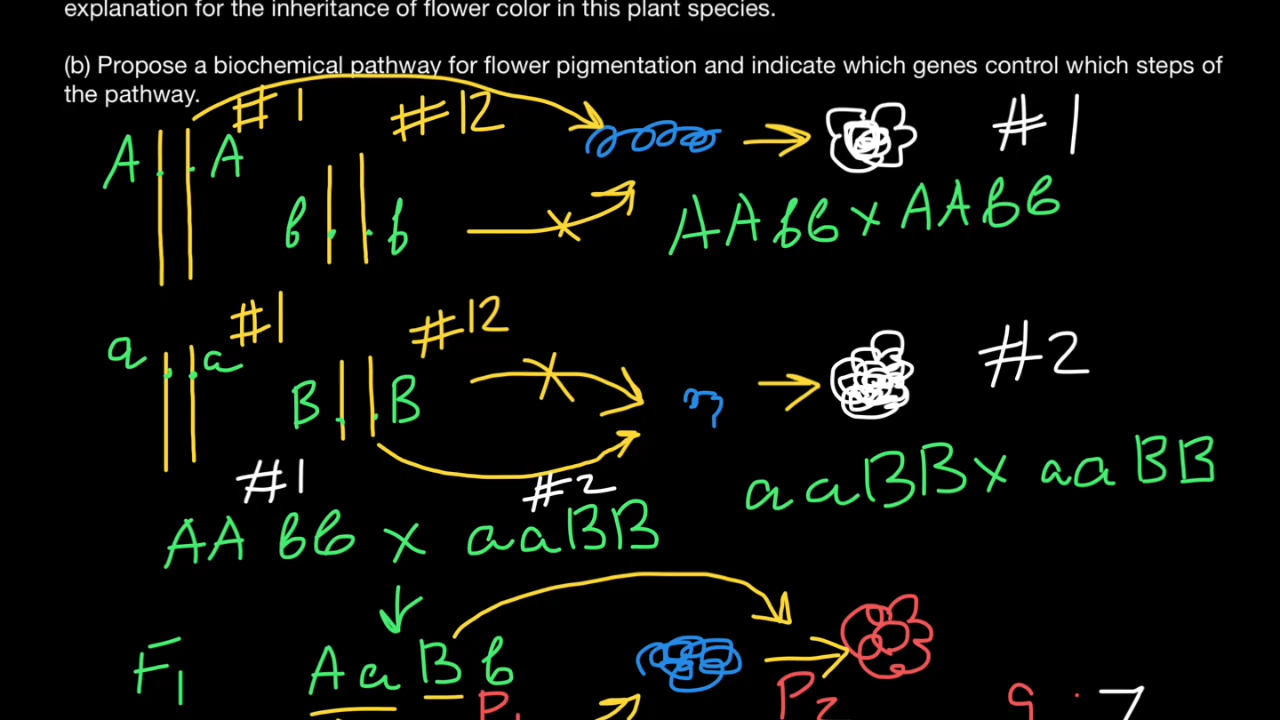 explanation for the inheritance of flower color in this plant species.
(b) Propose a biochemical pathway for flower pigmentation and indicate which genes control which steps of
the pathway.
#1 #12 #1
A A
b b AAbb x AAbb
#1 #12 #2
a a
B B
#1 #2 aaBB x aaBB
AAbb x aaBB
F1 AaBb
P1 P2 9:7